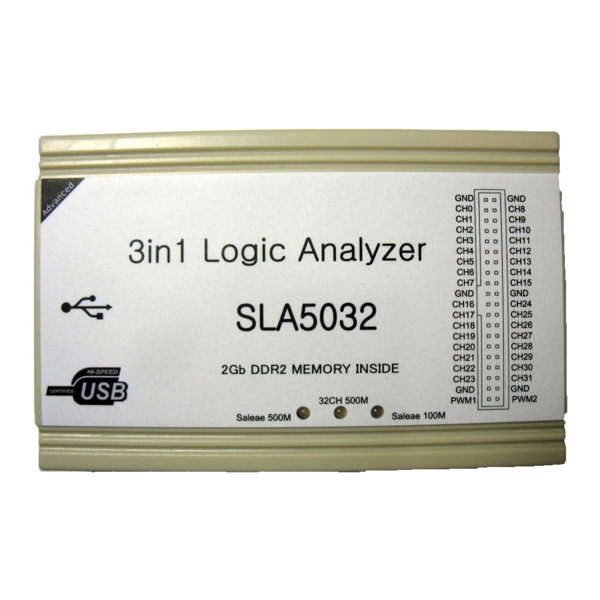 Advanced
3in1 Logic Analyzer
SLA5032
2Gb DDR2 MEMORY INSIDE
HI-SPEED
CERTIFIED
USB
32CH 500M
Saleae 500M
Saleae 100M
GND GND
CH0 CH8
CH1 CH9
CH2 CH10
CH3 CH11
CH4 CH12
CH5 CH13
CH6 CH14
CH7 CH15
GND GND
CH16 CH24
CH17 CH25
CH18 CH26
CH19 CH27
CH20 CH28
CH21 CH29
CH22 CH30
CH23 CH31
GND GND
PWM1 PWM2